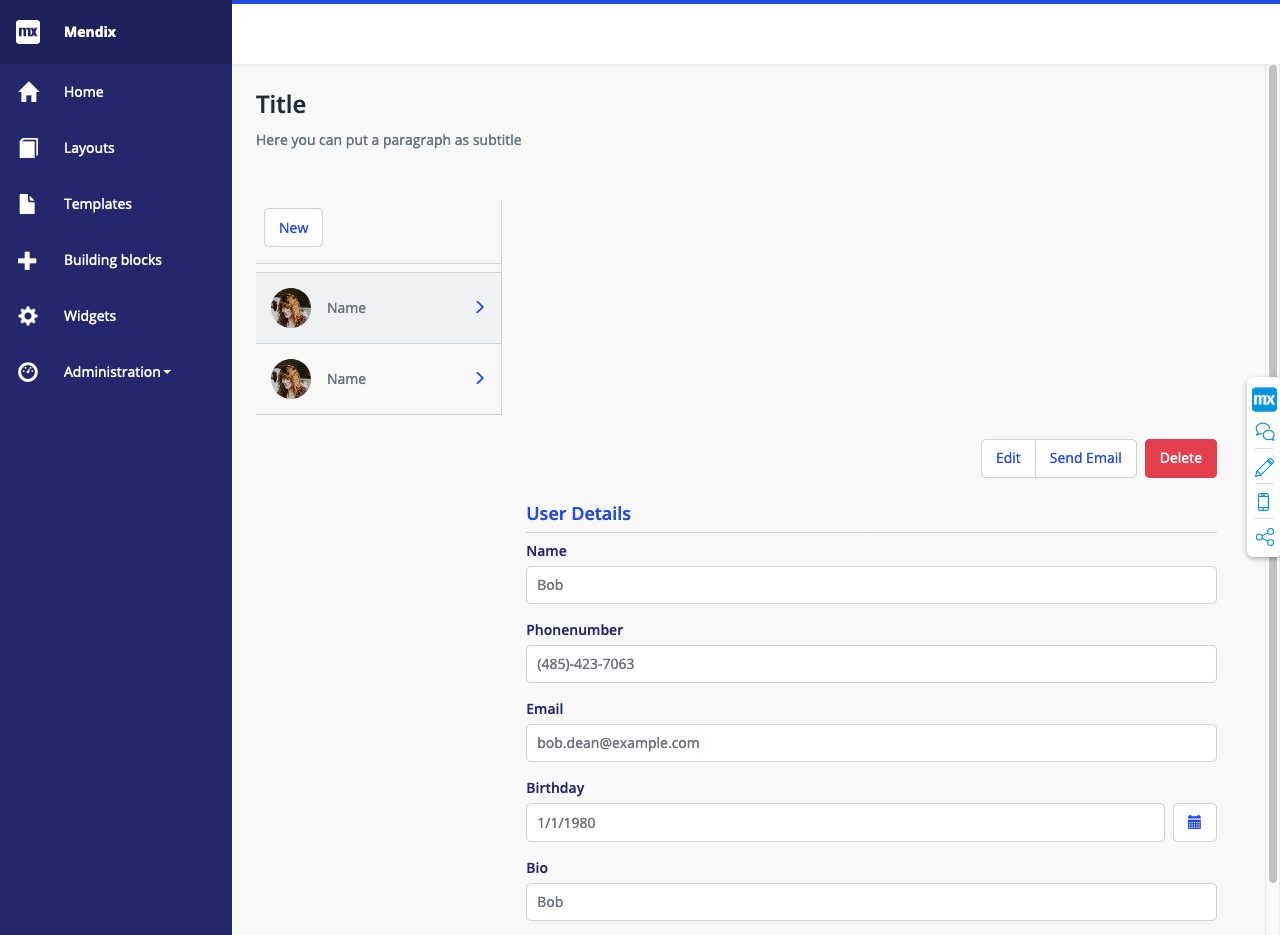 mx Mendix
Home
Layouts
Templates
Building blocks
Widgets
Administration
Title
Here you can put a paragraph as subtitle
New
Name
Name
mx
Edit Send Email Delete
User Details
Name
Bob
Phonenumber
(485)-423-7063
Email
bob.dean@example.com
Birthday
1/1/1980
Bio
Bob